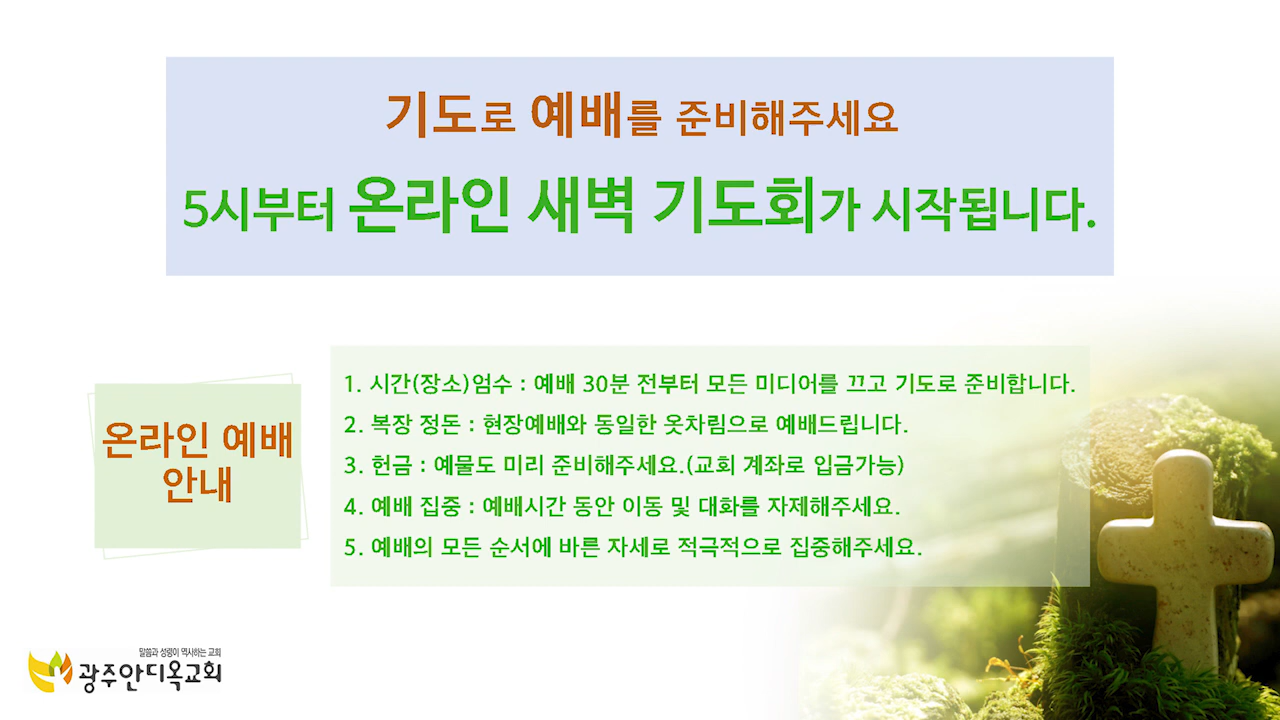 기도로 예배를 준비해주세요
5시부터 온라인 새벽 기도회가 시작됩니다.
온라인 예배
안내
1. 시간(장소)엄수 : 예배 30분 전부터 모든 미디어를 끄고 기도로 준비합니다.
2. 복장 정돈 : 현장예배와 동일한 옷차림으로 예배드립니다.
3. 헌금 : 예물도 미리 준비해주세요.(교회 계좌로 입금가능)
4. 예배 집중 : 예배시간 동안 이동 및 대화를 자제해주세요.
5. 예배의 모든 순서에 바른 자세로 적극적으로 집중해주세요.
말씀과 성령이 역사하는 교회
광주안디옥교회